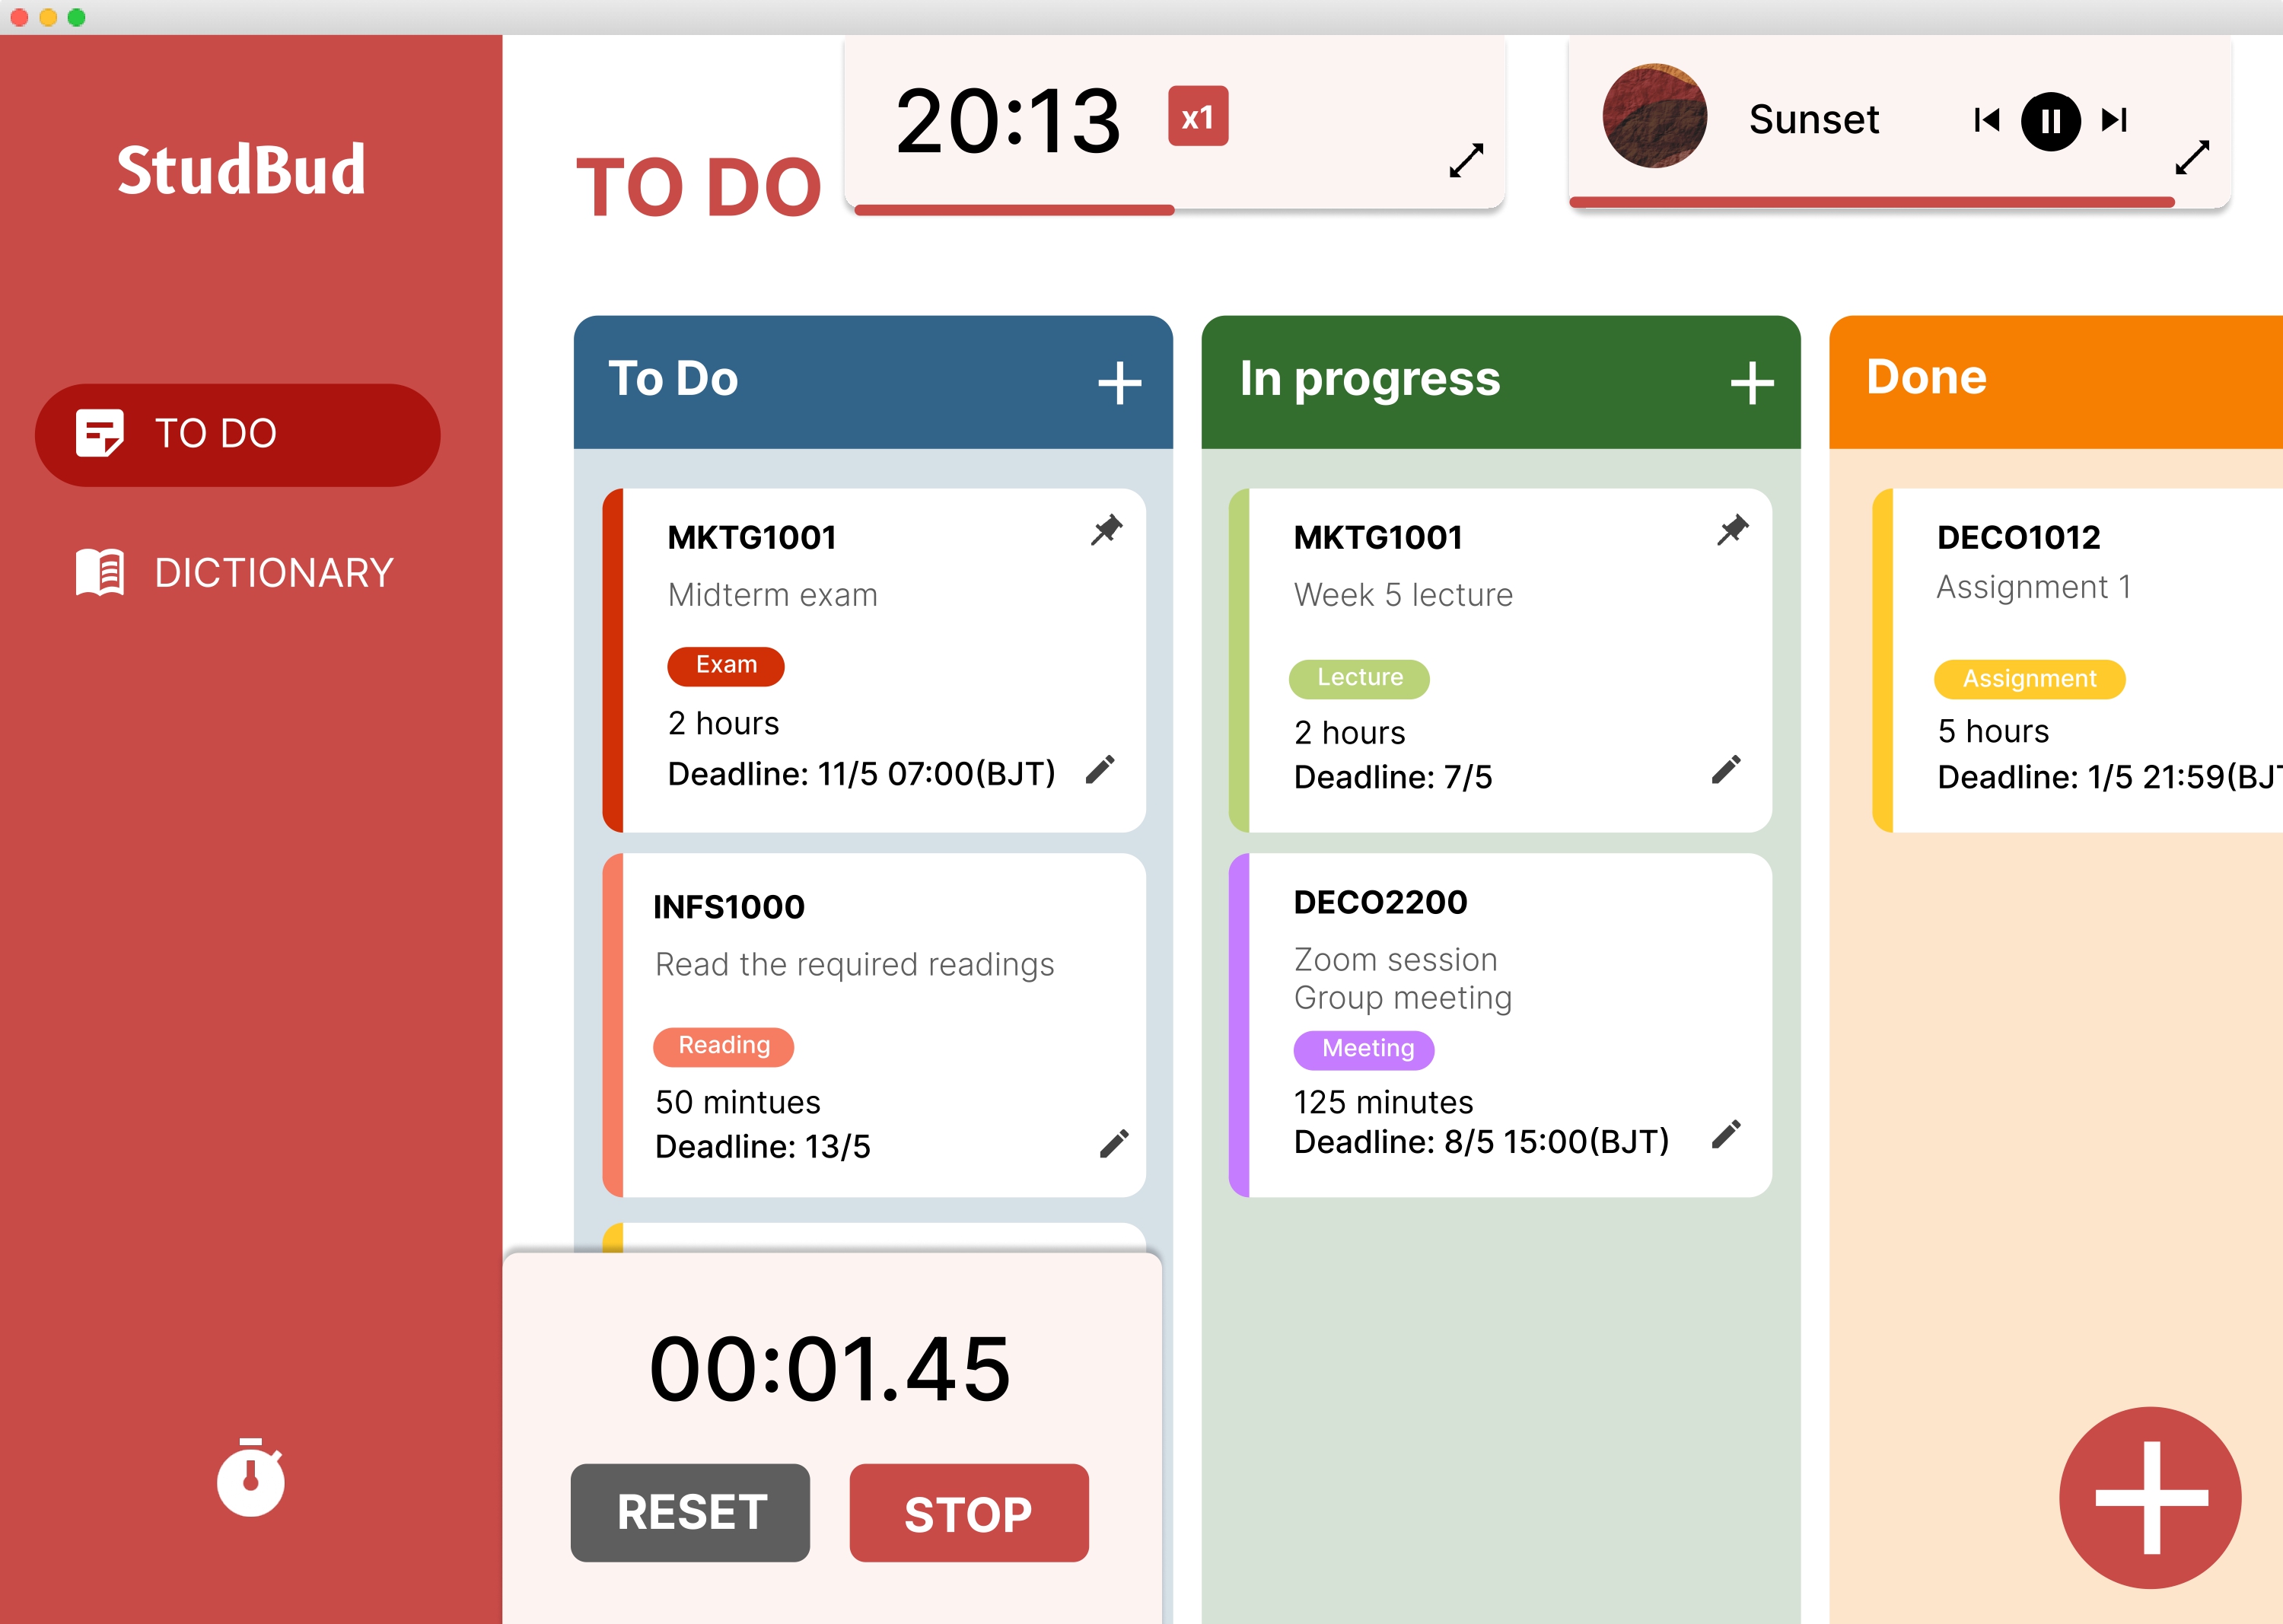 StudBud
TO DO
DICTIONARY
TO DO
20:13
x1
Sunset
To Do
MKTG1001
Midterm exam
Exam
2 hours
Deadline: 11/5 07:00(BJT)
INFS1000
Read the required readings
Reading
50 mintues
Deadline: 13/5
In progress
MKTG1001
Week 5 lecture
Lecture
2 hours
Deadline: 7/5
DECO2200
Zoom session
Group meeting
Meeting
125 minutes
Deadline: 8/5 15:00(BJT)
Done
DECO1012
Assignment 1
Assignment
5 hours
Deadline: 1/5 21:59(BJT
00:01.45
RESET
STOP